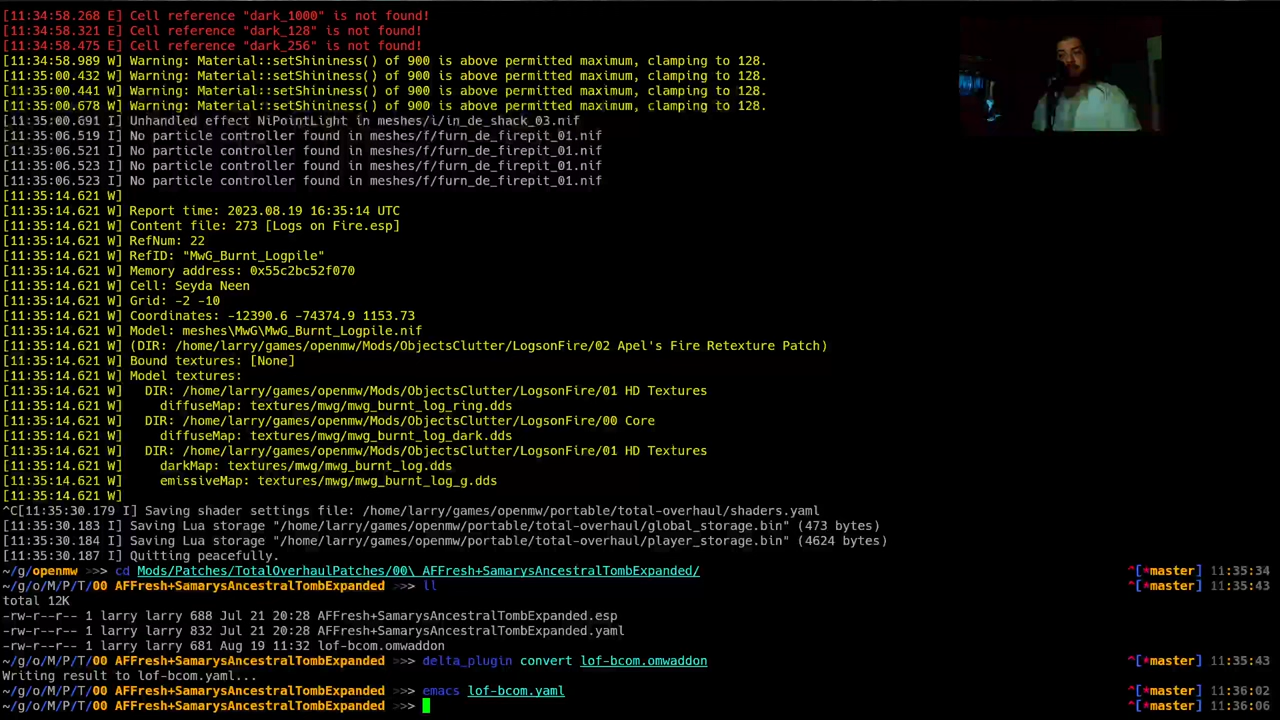 [11:34:58.268 E] Cell reference "dark_1000" is not found!
[11:34:58.321 E] Cell reference "dark_128" is not found!
[11:34:58.475 E] Cell reference "dark_256" is not found!
[11:34:58.989 W] Warning: Material::setShininess() of 900 is above permitted maximum, clamping to 128.
[11:35:00.432 W] Warning: Material::setShininess() of 900 is above permitted maximum, clamping to 128.
[11:35:00.441 W] Warning: Material::setShininess() of 900 is above permitted maximum, clamping to 128.
[11:35:00.678 W] Warning: Material::setShininess() of 900 is above permitted maximum, clamping to 128.
[11:35:00.691 I] Unhandled effect NiPointLight in meshes/i/in_de_shack_03.nif
[11:35:06.519 I] No particle controller found in meshes/f/furn_de_firepit_01.nif
[11:35:06.521 I] No particle controller found in meshes/f/furn_de_firepit_01.nif
[11:35:06.523 I] No particle controller found in meshes/f/furn_de_firepit_01.nif
[11:35:06.523 I] No particle controller found in meshes/f/furn_de_firepit_01.nif
[11:35:14.621 W]
[11:35:14.621 W] Report time: 2023.08.19 16:35:14 UTC
[11:35:14.621 W] Content file: 273 [Logs on Fire.esp]
[11:35:14.621 W] RefNum: 22
[11:35:14.621 W] RefID: "MwG_Burnt_Logpile"
[11:35:14.621 W] Memory address: 0x55c2bc52f070
[11:35:14.621 W] Cell: Seyda Neen
[11:35:14.621 W] Grid: -2 -10
[11:35:14.621 W] Coordinates: -12390.6 -74374.9 1153.73
[11:35:14.621 W] Model: meshes\MwG\MwG_Burnt_Logpile.nif
[11:35:14.621 W] (DIR: /home/larry/games/openmw/Mods/ObjectsClutter/LogsonFire/02 Apel's Fire Retexture Patch)
[11:35:14.621 W] Bound textures: [None]
[11:35:14.621 W] Model textures:
[11:35:14.621 W]   DIR: /home/larry/games/openmw/Mods/ObjectsClutter/LogsonFire/01 HD Textures
[11:35:14.621 W]     diffuseMap: textures/mwg/mwg_burnt_log_ring.dds
[11:35:14.621 W]   DIR: /home/larry/games/openmw/Mods/ObjectsClutter/LogsonFire/00 Core
[11:35:14.621 W]     diffuseMap: textures/mwg/mwg_burnt_log_dark.dds
[11:35:14.621 W]   DIR: /home/larry/games/openmw/Mods/ObjectsClutter/LogsonFire/01 HD Textures
[11:35:14.621 W]     darkMap: textures/mwg/mwg_burnt_log.dds
[11:35:14.621 W]     emissiveMap: textures/mwg/mwg_burnt_log_g.dds
[11:35:14.621 W]
^C[11:35:30.179 I] Saving shader settings file: /home/larry/games/openmw/portable/total-overhaul/shaders.yaml
[11:35:30.183 I] Saving Lua storage "/home/larry/games/openmw/portable/total-overhaul/global_storage.bin" (473 bytes)
[11:35:30.184 I] Saving Lua storage "/home/larry/games/openmw/portable/total-overhaul/player_storage.bin" (4624 bytes)
[11:35:30.187 I] Quitting peacefully.
~/g/openmw >>> cd Mods/Patches/TotalOverhaulPatches/00\ AFFresh+SamarysAncestralTombExpanded/ ^[*master] 11:35:34
~/g/o/M/P/T/00 AFFresh+SamarysAncestralTombExpanded >>> ll ^[*master] 11:35:43
total 12K
-rw-r--r-- 1 larry larry 688 Jul 21 20:28 AFFresh+SamarysAncestralTombExpanded.esp
-rw-r--r-- 1 larry larry 832 Jul 21 20:28 AFFresh+SamarysAncestralTombExpanded.yaml
-rw-r--r-- 1 larry larry 681 Aug 19 11:32 lof-bcom.omwaddon
~/g/o/M/P/T/00 AFFresh+SamarysAncestralTombExpanded >>> delta_plugin convert lof-bcom.omwaddon ^[*master] 11:35:43
Writing result to lof-bcom.yaml...
~/g/o/M/P/T/00 AFFresh+SamarysAncestralTombExpanded >>> emacs lof-bcom.yaml ^[*master] 11:36:02
~/g/o/M/P/T/00 AFFresh+SamarysAncestralTombExpanded >>> ^[*master] 11:36:06